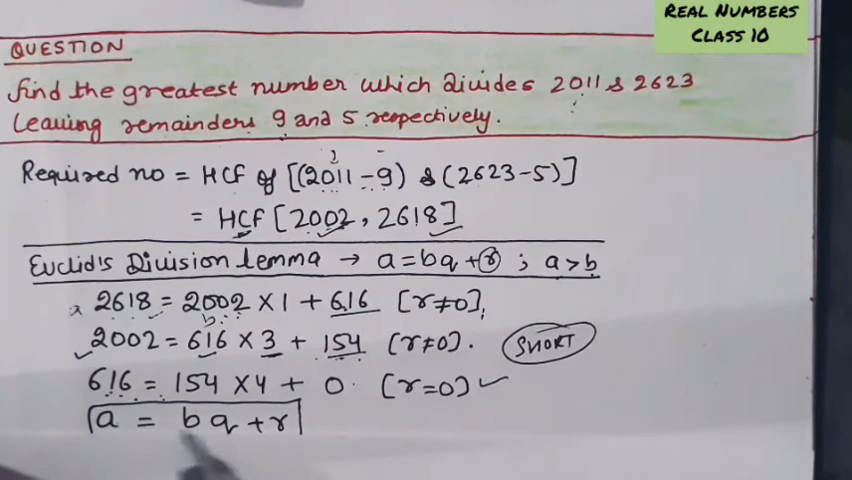 REAL NUMBERS
CLASS 10
QUESTION
find the greatest number which divides 2011 & 2623
Leaving remainders 9 and 5 respectively.
Required no = HCF of [(2011-9) & (2623-5)]
= HCF [2002, 2618]
Euclid's Division lemma → a=bq+r ; a>b
a 2618 = 2002 × 1 + 616 [r≠0],
b
2002 = 616 × 3 + 154 (r≠0). SHORT
616 = 154 × 4 + 0. (r=0)
a = bq+r